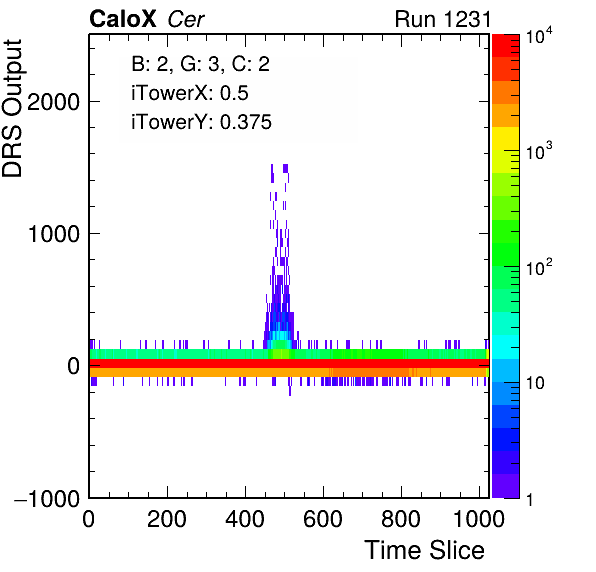 CaloX Cer Run 1231
DRS Output
B: 2, G: 3, C: 2
iTowerX: 0.5
iTowerY: 0.375
2000
1000
0
−1000
0 200 400 600 800 1000
Time Slice
10⁴
10³
10²
10
1